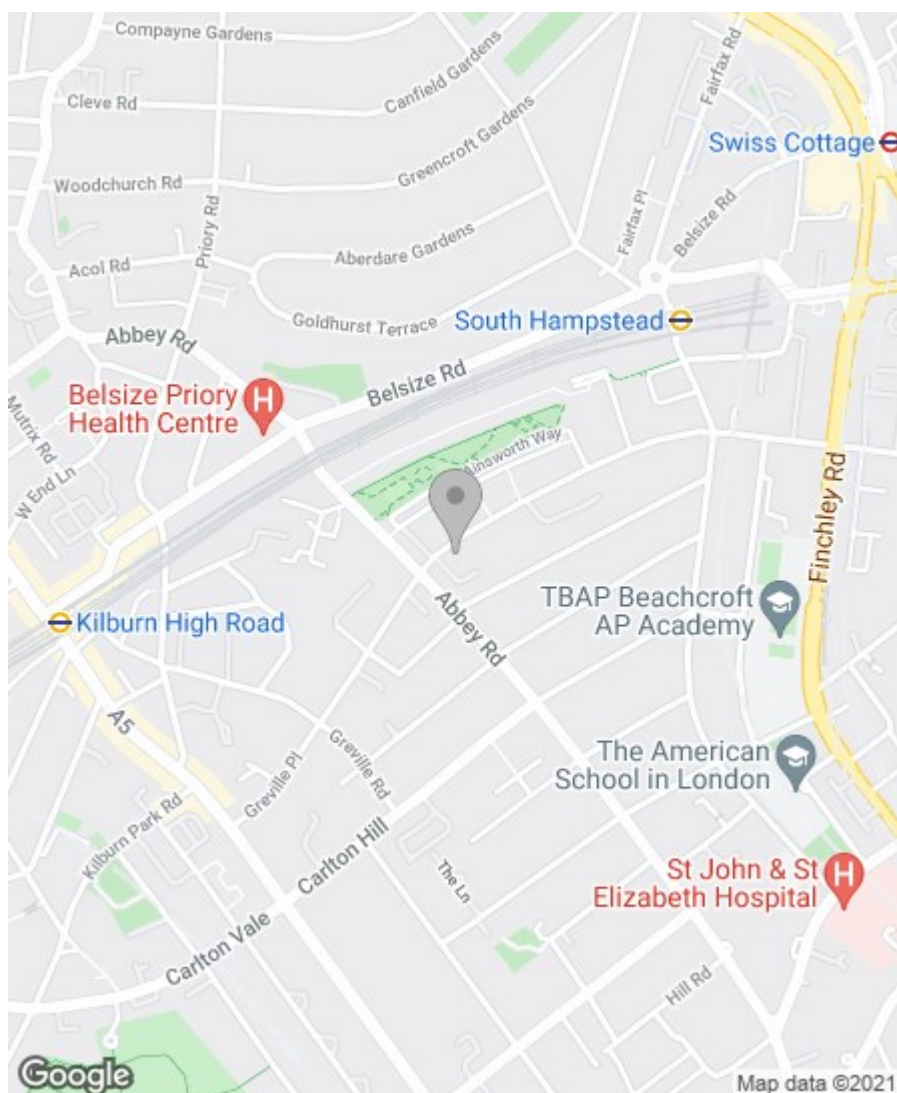 Compayne Gardens
Fairfax Rd
Cleve Rd
Canfield Gardens
Swiss Cottage
Greencroft Gardens
Woodchurch Rd
Priory Rd
Fairfax Pl
Belsize Rd
Aberdare Gardens
Acol Rd
Goldhurst Terrace
South Hampstead
Abbey Rd
Belsize Rd
Belsize Priory
Health Centre
H
Mutrix Rd
W End Ln
Ainsworth Way
Finchley Rd
TBAP Beachcroft
AP Academy
Kilburn High Road
Abbey Rd
A5
The American
School in London
Greville Pl
Greville Rd
Kilburn Park Rd
Carlton Hill
The Ln
St John & St
Elizabeth Hospital
H
Carlton Vale
Hill Rd
Google
Map data ©2021